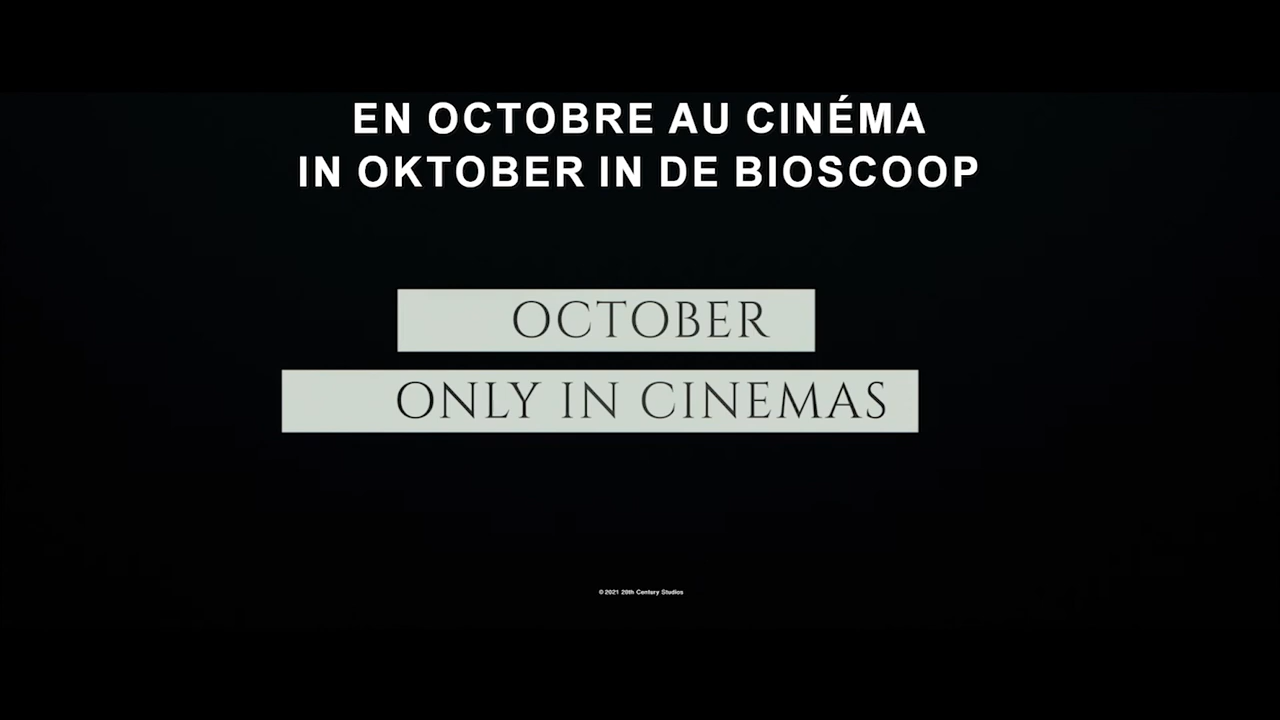 EN OCTOBRE AU CINÉMA
IN OKTOBER IN DE BIOSCOOP
OCTOBER
ONLY IN CINEMAS
© 2021 20th Century Studios